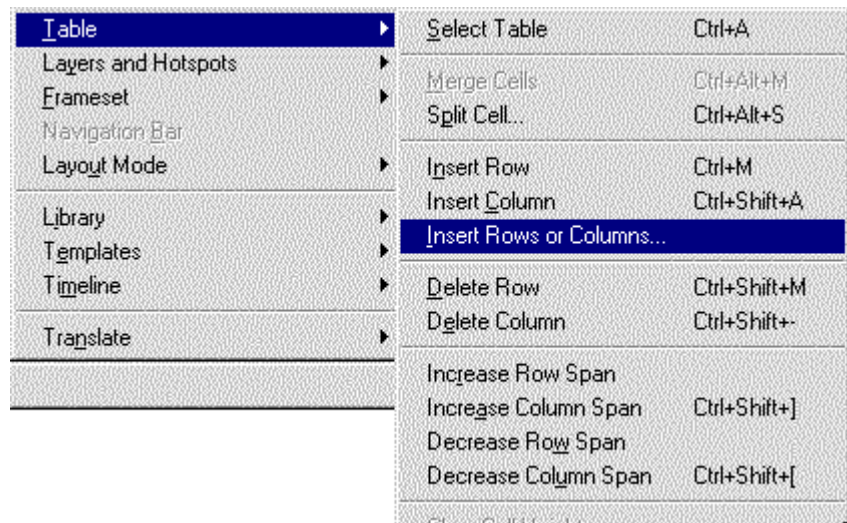 Table
Layers and Hotspots
Frameset
Navigation Bar
Layout Mode
Library
Templates
Timeline
Translate
Select Table Ctrl+A
Merge Cells Ctrl+Alt+M
Split Cell... Ctrl+Alt+S
Insert Row Ctrl+M
Insert Column Ctrl+Shift+A
Insert Rows or Columns...
Delete Row Ctrl+Shift+M
Delete Column Ctrl+Shift+-
Increase Row Span
Increase Column Span Ctrl+Shift+]
Decrease Row Span
Decrease Column Span Ctrl+Shift+[